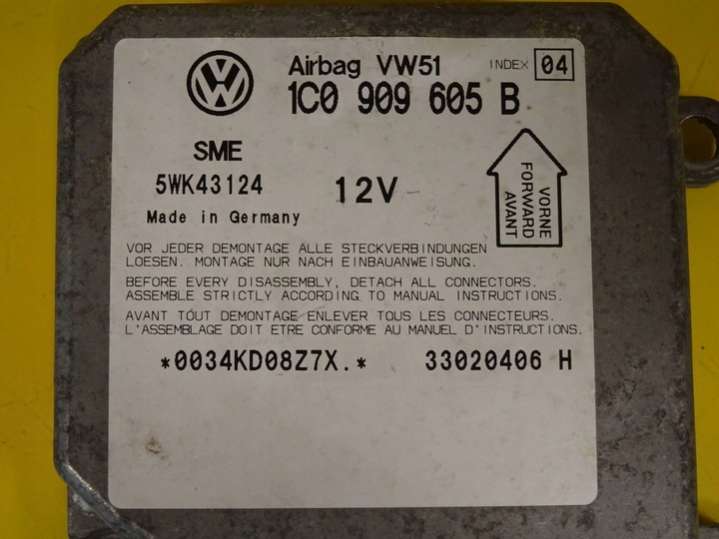 Airbag VW51 INDEX 04
1C0 909 605 B
SME
5WK43124
12V
Made in Germany
VORNE
FORWARD
AVANT
VOR JEDER DEMONTAGE ALLE STECKVERBINDUNGEN
LOESEN. MONTAGE NUR NACH EINBAUANWEISUNG.
BEFORE EVERY DISASSEMBLY, DETACH ALL CONNECTORS.
ASSEMBLE STRICTLY ACCORDING TO MANUAL INSTRUCTIONS.
AVANT TOUT DEMONTAGE ENLEVER TOUS LES CONNECTEURS.
L'ASSEMBLAGE DOIT ETRE CONFORME AU MANUEL D'INSTRUCTIONS.
*0034KD08Z7X.* 33020406 H